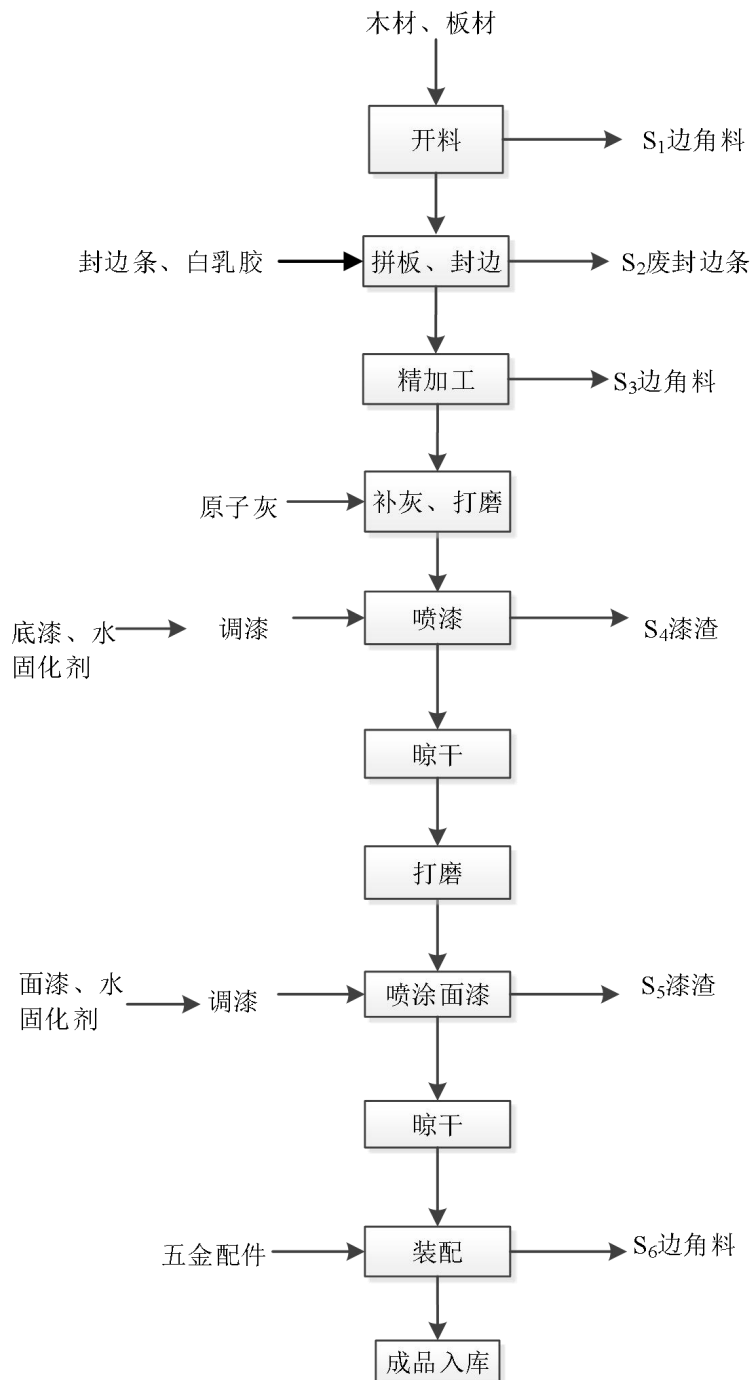 木材、板材
开料
S₁边角料
封边条、白乳胶
拼板、封边
S₂废封边条
精加工
S₃边角料
原子灰
补灰、打磨
底漆、水
固化剂
调漆
喷漆
S₄漆渣
晾干
打磨
面漆、水
固化剂
调漆
喷涂面漆
S₅漆渣
晾干
五金配件
装配
S₆边角料
成品入库